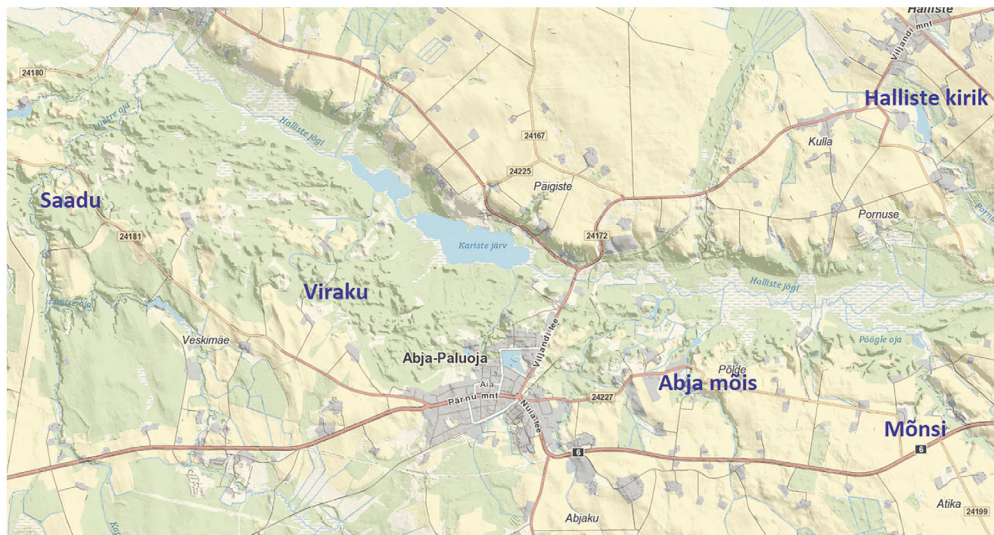 Halliste
Viljandi mnt
24180
Halliste kirik
Halliste jõgi
24167
Kulla
24225
Päigiste
Saadu
Pornuse
24181
24172
Kariste järv
Halliste jõgi
Viraku
Veskimäe
Viljandi tee
Päögle oja
Abja-Paluoja
Põlde
Abja mõis
Aia
Pärnu mnt
24227
Nuia tee
Mõnsi
6
6
Atika
24199
Abjaku